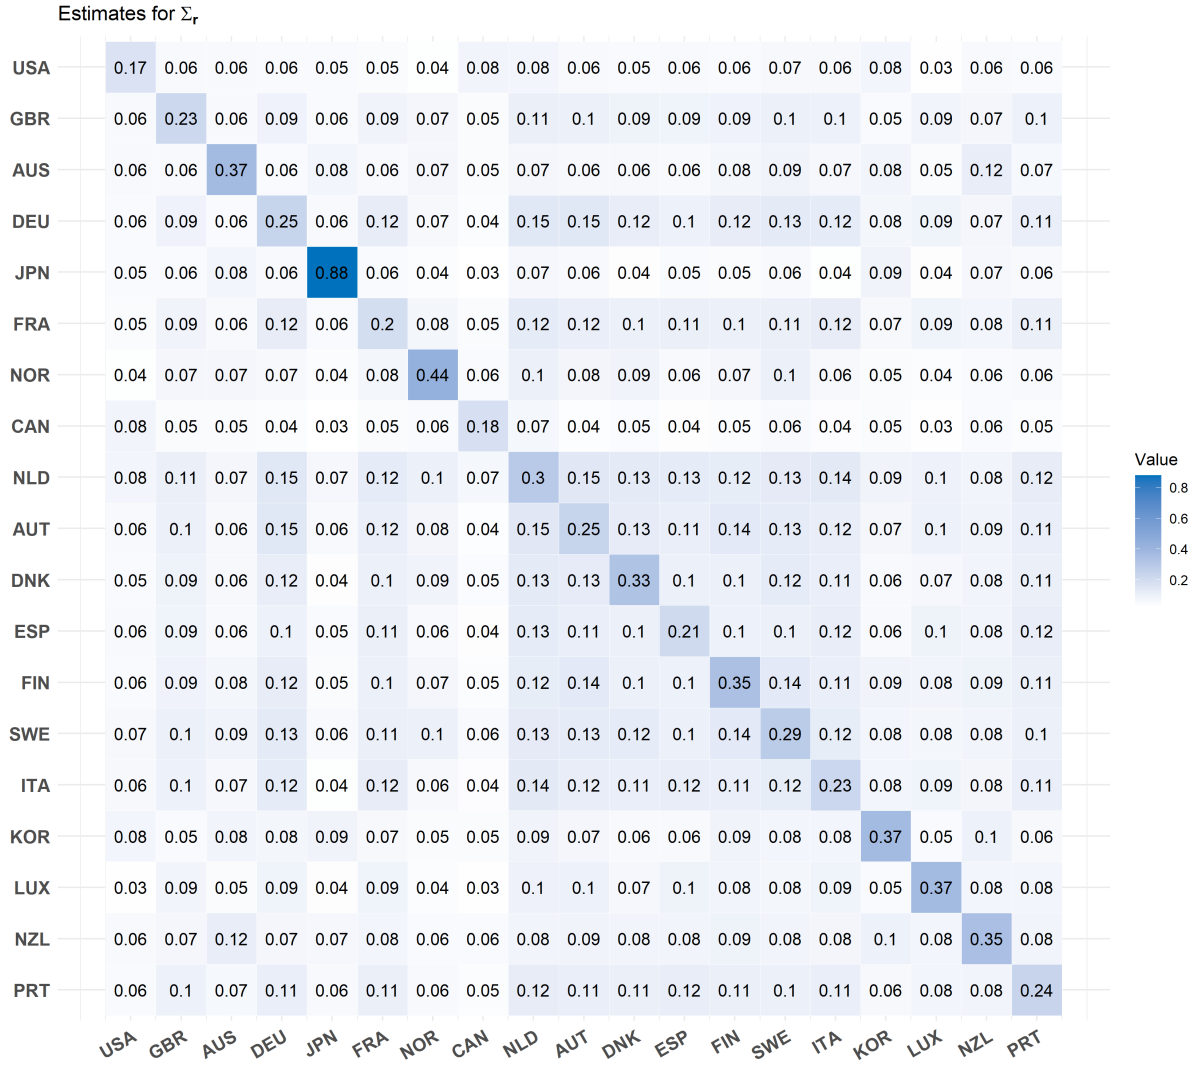 Estimates for Σr
USA 0.17 0.06 0.06 0.06 0.05 0.05 0.04 0.08 0.08 0.06 0.05 0.06 0.06 0.07 0.06 0.08 0.03 0.06 0.06
GBR 0.06 0.23 0.06 0.09 0.06 0.09 0.07 0.05 0.11 0.1 0.09 0.09 0.09 0.1 0.1 0.05 0.09 0.07 0.1
AUS 0.06 0.06 0.37 0.06 0.08 0.06 0.07 0.05 0.07 0.06 0.06 0.06 0.08 0.09 0.07 0.08 0.05 0.12 0.07
DEU 0.06 0.09 0.06 0.25 0.06 0.12 0.07 0.04 0.15 0.15 0.12 0.1 0.12 0.13 0.12 0.08 0.09 0.07 0.11
JPN 0.05 0.06 0.08 0.06 0.88 0.06 0.04 0.03 0.07 0.06 0.04 0.05 0.05 0.06 0.04 0.09 0.04 0.07 0.06
FRA 0.05 0.09 0.06 0.12 0.06 0.2 0.08 0.05 0.12 0.12 0.1 0.11 0.1 0.11 0.12 0.07 0.09 0.08 0.11
NOR 0.04 0.07 0.07 0.07 0.04 0.08 0.44 0.06 0.1 0.08 0.09 0.06 0.07 0.1 0.06 0.05 0.04 0.06 0.06
CAN 0.08 0.05 0.05 0.04 0.03 0.05 0.06 0.18 0.07 0.04 0.05 0.04 0.05 0.06 0.04 0.05 0.03 0.06 0.05
NLD 0.08 0.11 0.07 0.15 0.07 0.12 0.1 0.07 0.3 0.15 0.13 0.13 0.12 0.13 0.14 0.09 0.1 0.08 0.12
AUT 0.06 0.1 0.06 0.15 0.06 0.12 0.08 0.04 0.15 0.25 0.13 0.11 0.14 0.13 0.12 0.07 0.1 0.09 0.11
DNK 0.05 0.09 0.06 0.12 0.04 0.1 0.09 0.05 0.13 0.13 0.33 0.1 0.1 0.12 0.11 0.06 0.07 0.08 0.11
ESP 0.06 0.09 0.06 0.1 0.05 0.11 0.06 0.04 0.13 0.11 0.1 0.21 0.1 0.1 0.12 0.06 0.1 0.08 0.12
FIN 0.06 0.09 0.08 0.12 0.05 0.1 0.07 0.05 0.12 0.14 0.1 0.1 0.35 0.14 0.11 0.09 0.08 0.09 0.11
SWE 0.07 0.1 0.09 0.13 0.06 0.11 0.1 0.06 0.13 0.13 0.12 0.1 0.14 0.29 0.12 0.08 0.08 0.08 0.1
ITA 0.06 0.1 0.07 0.12 0.04 0.12 0.06 0.04 0.14 0.12 0.11 0.12 0.11 0.12 0.23 0.08 0.09 0.08 0.11
KOR 0.08 0.05 0.08 0.08 0.09 0.07 0.05 0.05 0.09 0.07 0.06 0.06 0.09 0.08 0.08 0.37 0.05 0.1 0.06
LUX 0.03 0.09 0.05 0.09 0.04 0.09 0.04 0.03 0.1 0.1 0.07 0.1 0.08 0.08 0.09 0.05 0.37 0.08 0.08
NZL 0.06 0.07 0.12 0.07 0.07 0.08 0.06 0.06 0.08 0.09 0.08 0.08 0.09 0.08 0.08 0.1 0.08 0.35 0.08
PRT 0.06 0.1 0.07 0.11 0.06 0.11 0.06 0.05 0.12 0.11 0.11 0.12 0.11 0.1 0.11 0.06 0.08 0.08 0.24
USA GBR AUS DEU JPN FRA NOR CAN NLD AUT DNK ESP FIN SWE ITA KOR LUX NZL PRT
Value
0.8
0.6
0.4
0.2